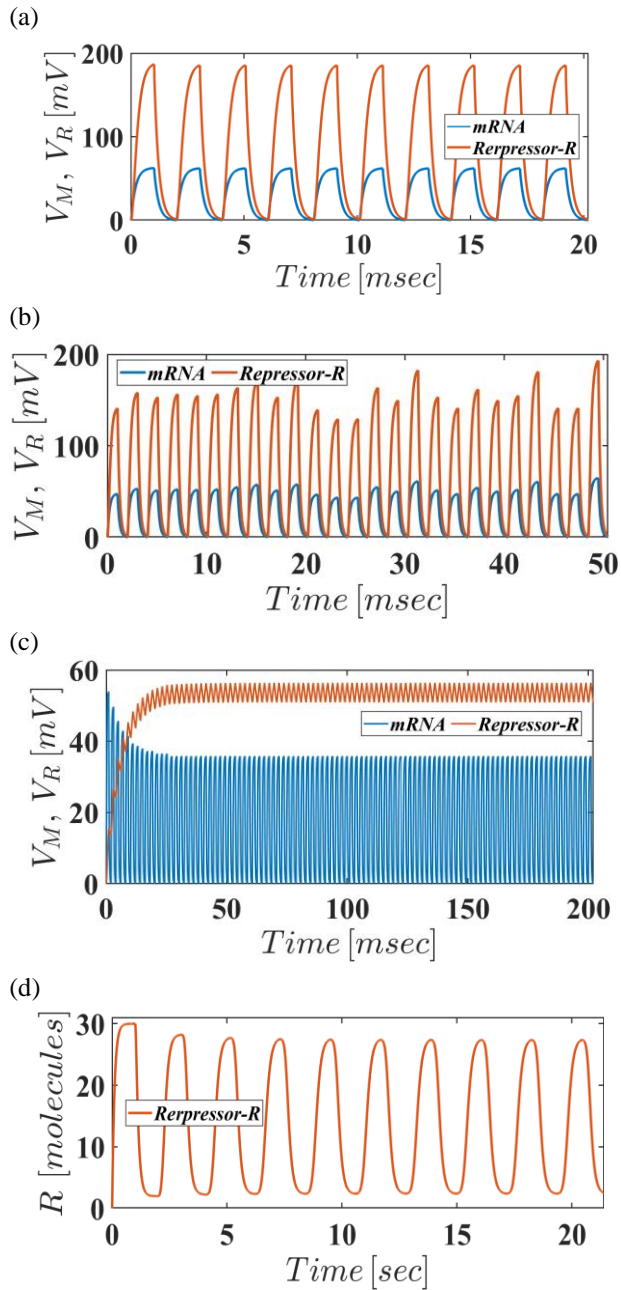 (a)
V_M, V_R [mV]
200
100
0
mRNA
Rerpressor-R
0 5 10 15 20
Time [msec]
(b)
V_M, V_R [mV]
200
100
0
mRNA Repressor-R
0 10 20 30 40 50
Time [msec]
(c)
V_M, V_R [mV]
60
40
20
0
mRNA Repressor-R
0 50 100 150 200
Time [msec]
(d)
R [molecules]
30
20
10
0
Rerpressor-R
0 5 10 15 20
Time [sec]